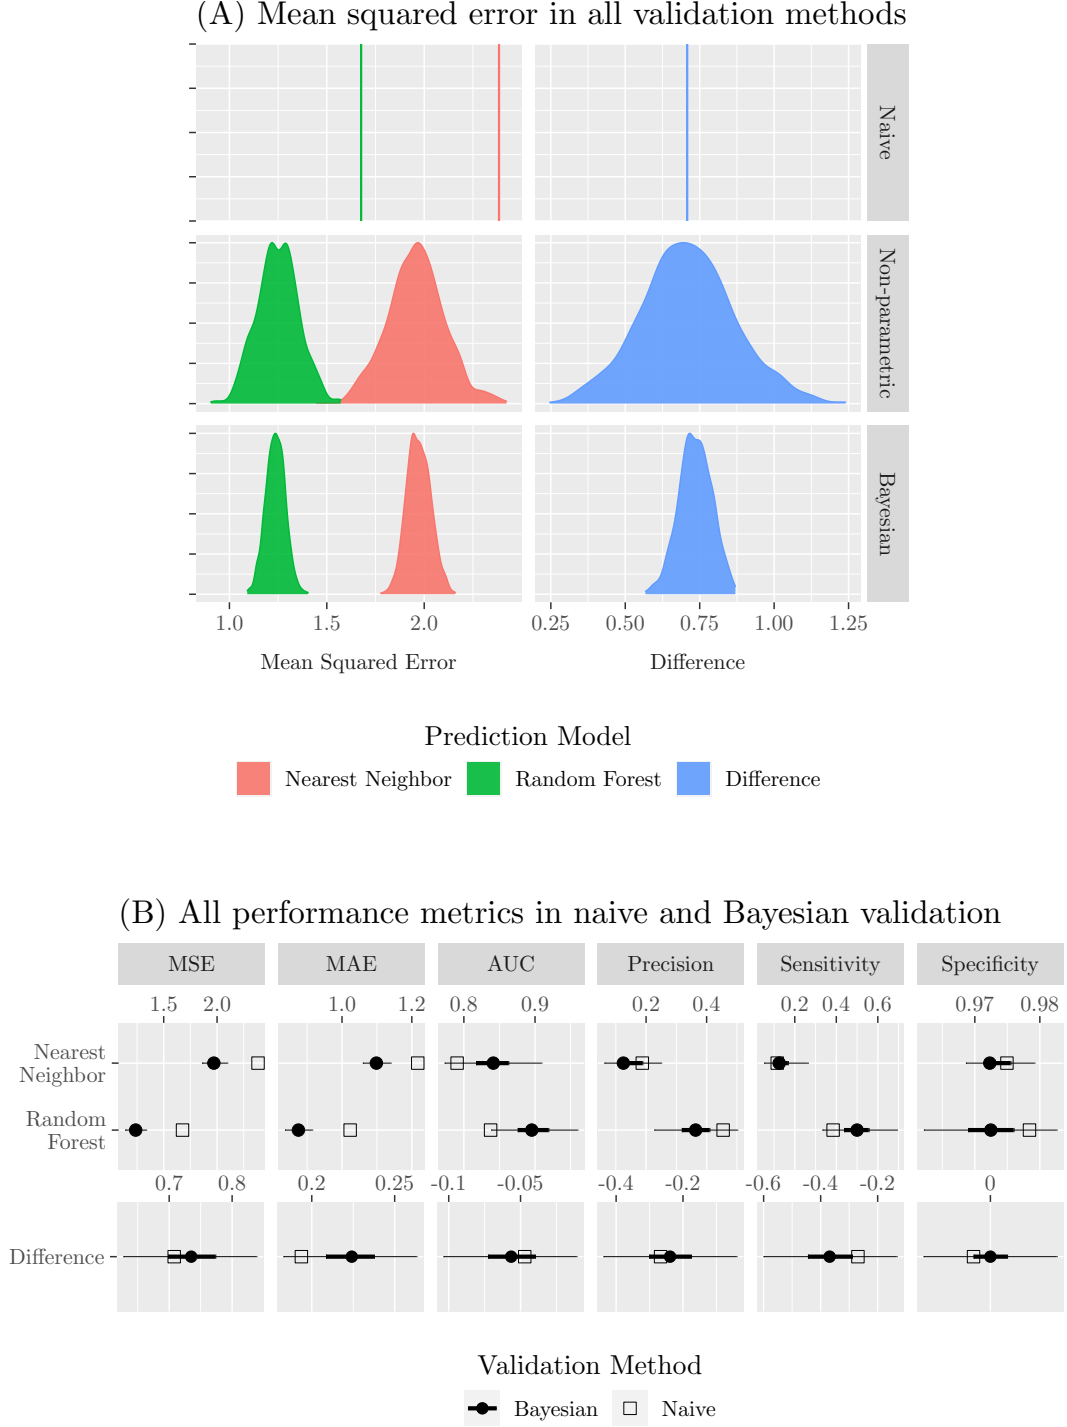 (A) Mean squared error in all validation methods
Naive
Non-parametric
Bayesian
1.0 1.5 2.0 0.25 0.50 0.75 1.00 1.25
Mean Squared Error Difference
Prediction Model
Nearest Neighbor Random Forest Difference
(B) All performance metrics in naive and Bayesian validation
MSE MAE AUC Precision Sensitivity Specificity
1.5 2.0 1.0 1.2 0.8 0.9 0.2 0.4 0.2 0.4 0.6 0.97 0.98
Nearest
Neighbor
Random
Forest
0.7 0.8 0.2 0.25 -0.1 -0.05 -0.4 -0.2 -0.6 -0.4 -0.2 0
Difference
Validation Method
Bayesian Naive